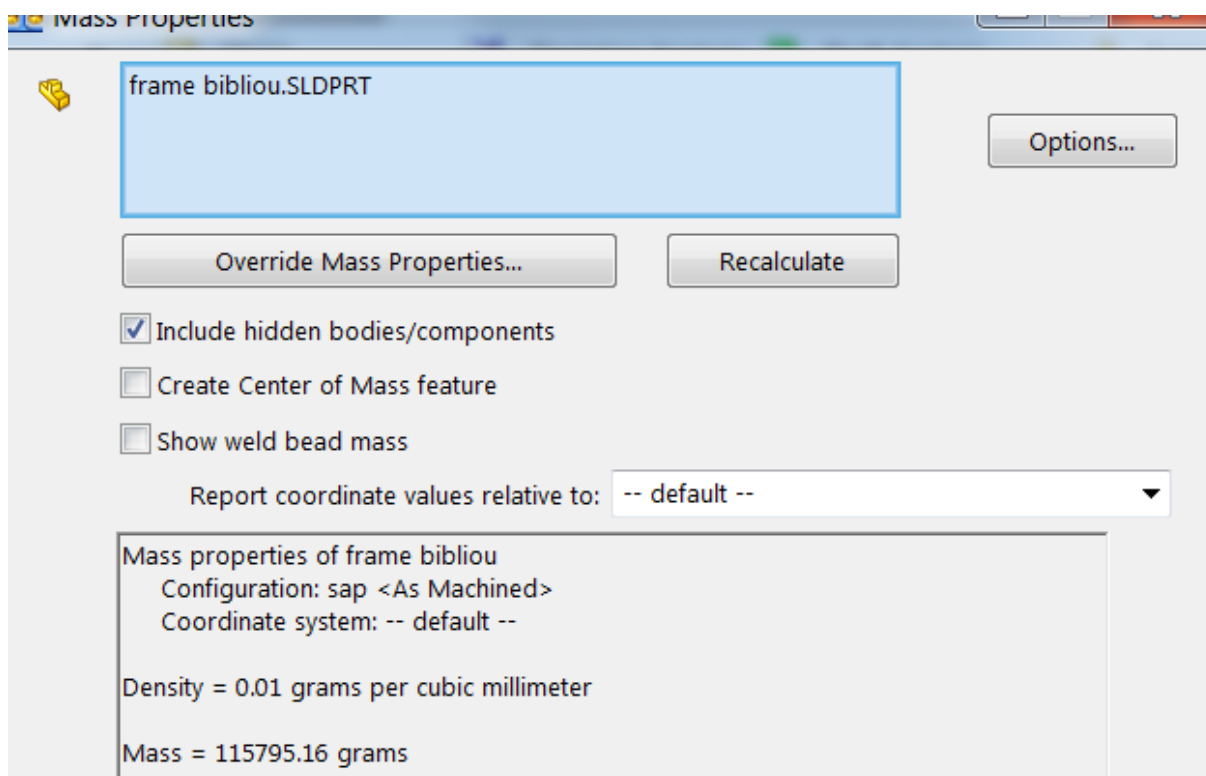 Mass Properties
frame bibliou.SLDPRT
Options...
Override Mass Properties...
Recalculate
Include hidden bodies/components
Create Center of Mass feature
Show weld bead mass
Report coordinate values relative to: -- default --
Mass properties of frame bibliou
Configuration: sap <As Machined>
Coordinate system: -- default --
Density = 0.01 grams per cubic millimeter
Mass = 115795.16 grams